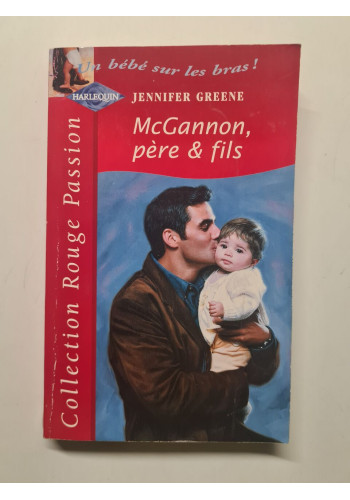 Un bébé sur les bras !
HARLEQUIN
JENNIFER GREENE
McGannon,
père & fils
Collection Rouge Passion